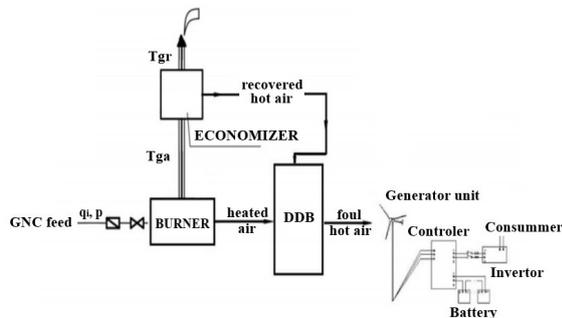 Tgr
recovered
hot air
ECONOMIZER
Tga
GNC feed
qi, p
BURNER
heated
air
DDB
foul
hot air
Generator unit
Controler
Consummer
Invertor
Battery